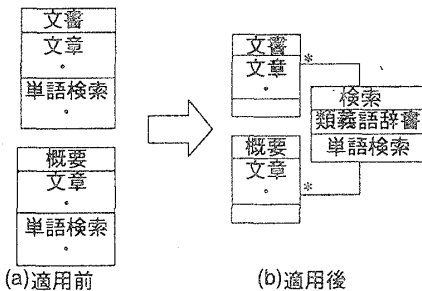 文書
文章
単語検索
概要
文章
単語検索
(a)適用前
文書
文章
*
検索
類義語辞書
単語検索
概要
文章
*
(b)適用後